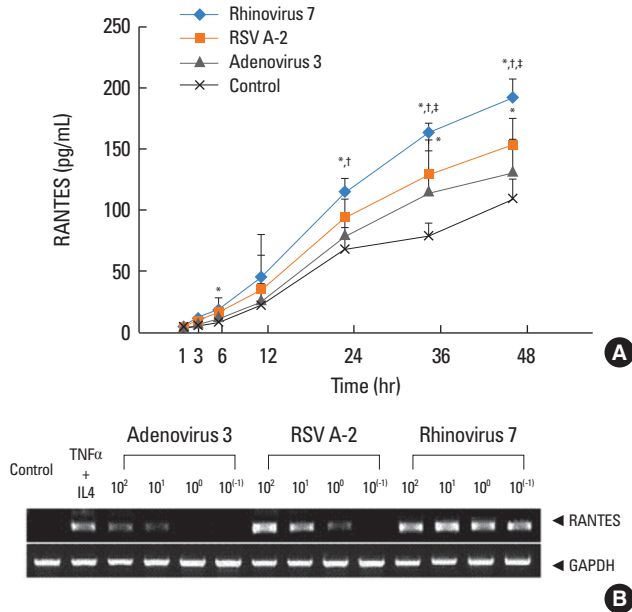 Rhinovirus 7
RSV A-2
Adenovirus 3
Control
250
200
150
100
50
0
RANTES (pg/mL)
*
*,†
*,†,‡
*
*,†,‡
*
1 3 6 12 24 36 48
Time (hr)
A
Adenovirus 3 RSV A-2 Rhinovirus 7
Control TNFα + IL4 10² 10¹ 10⁰ 10⁽⁻¹⁾ 10² 10¹ 10⁰ 10⁽⁻¹⁾ 10² 10¹ 10⁰ 10⁽⁻¹⁾
◄ RANTES
◄ GAPDH
B